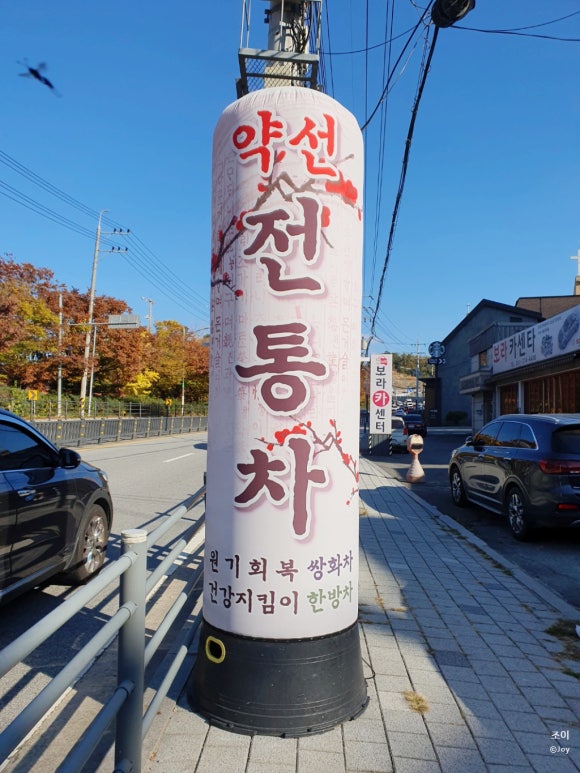 약선
전
통
차
원기회복 쌍화차
건강지킴이 한방차
보라카센터
보라카센타
조이
©Joy